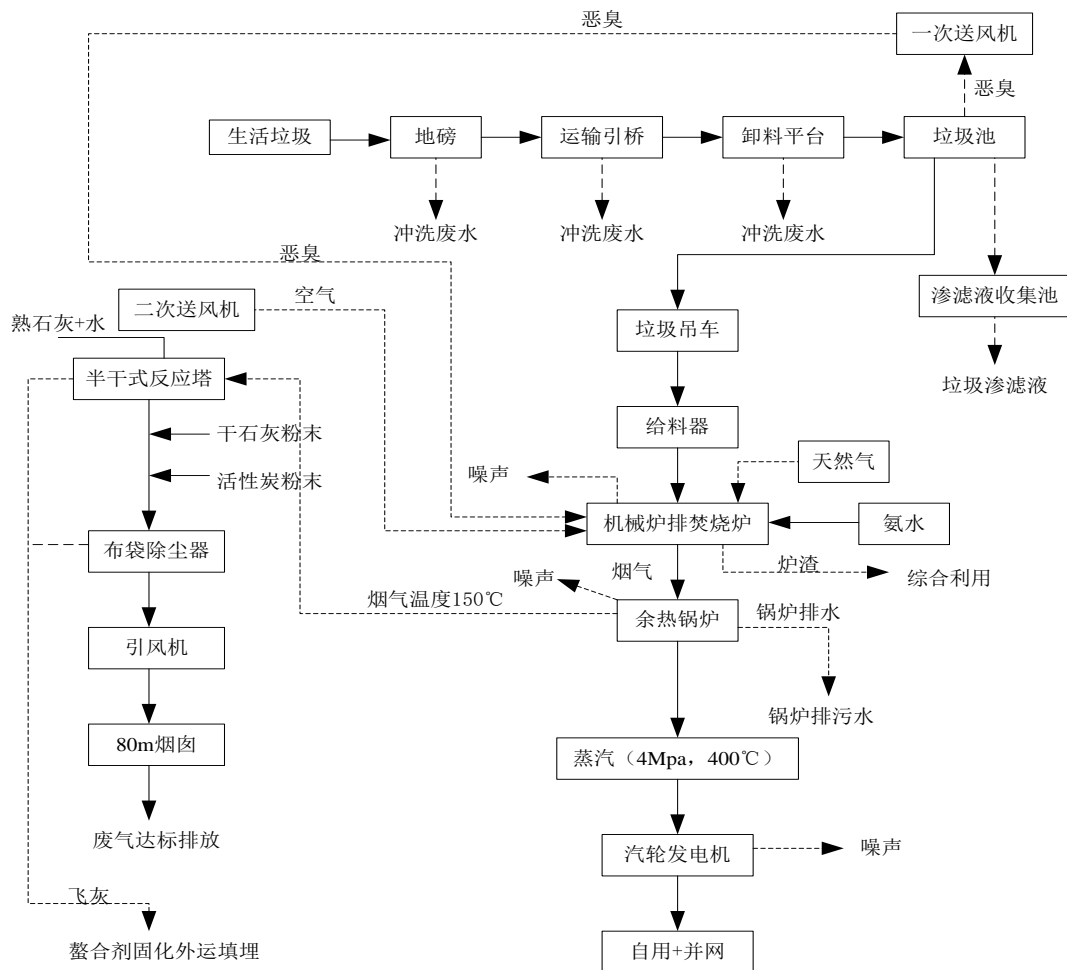 恶臭
一次送风机
恶臭
生活垃圾
地磅
运输引桥
卸料平台
垃圾池
冲洗废水
冲洗废水
冲洗废水
恶臭
渗滤液收集池
二次送风机
空气
熟石灰+水
垃圾吊车
半干式反应塔
垃圾渗滤液
干石灰粉末
给料器
天然气
噪声
活性炭粉末
机械炉排焚烧炉
氨水
布袋除尘器
烟气
炉渣
综合利用
噪声
烟气温度150℃
余热锅炉
锅炉排水
引风机
锅炉排污水
80m烟囱
蒸汽（4Mpa，400℃）
废气达标排放
汽轮发电机
噪声
飞灰
螯合剂固化外运填埋
自用+并网